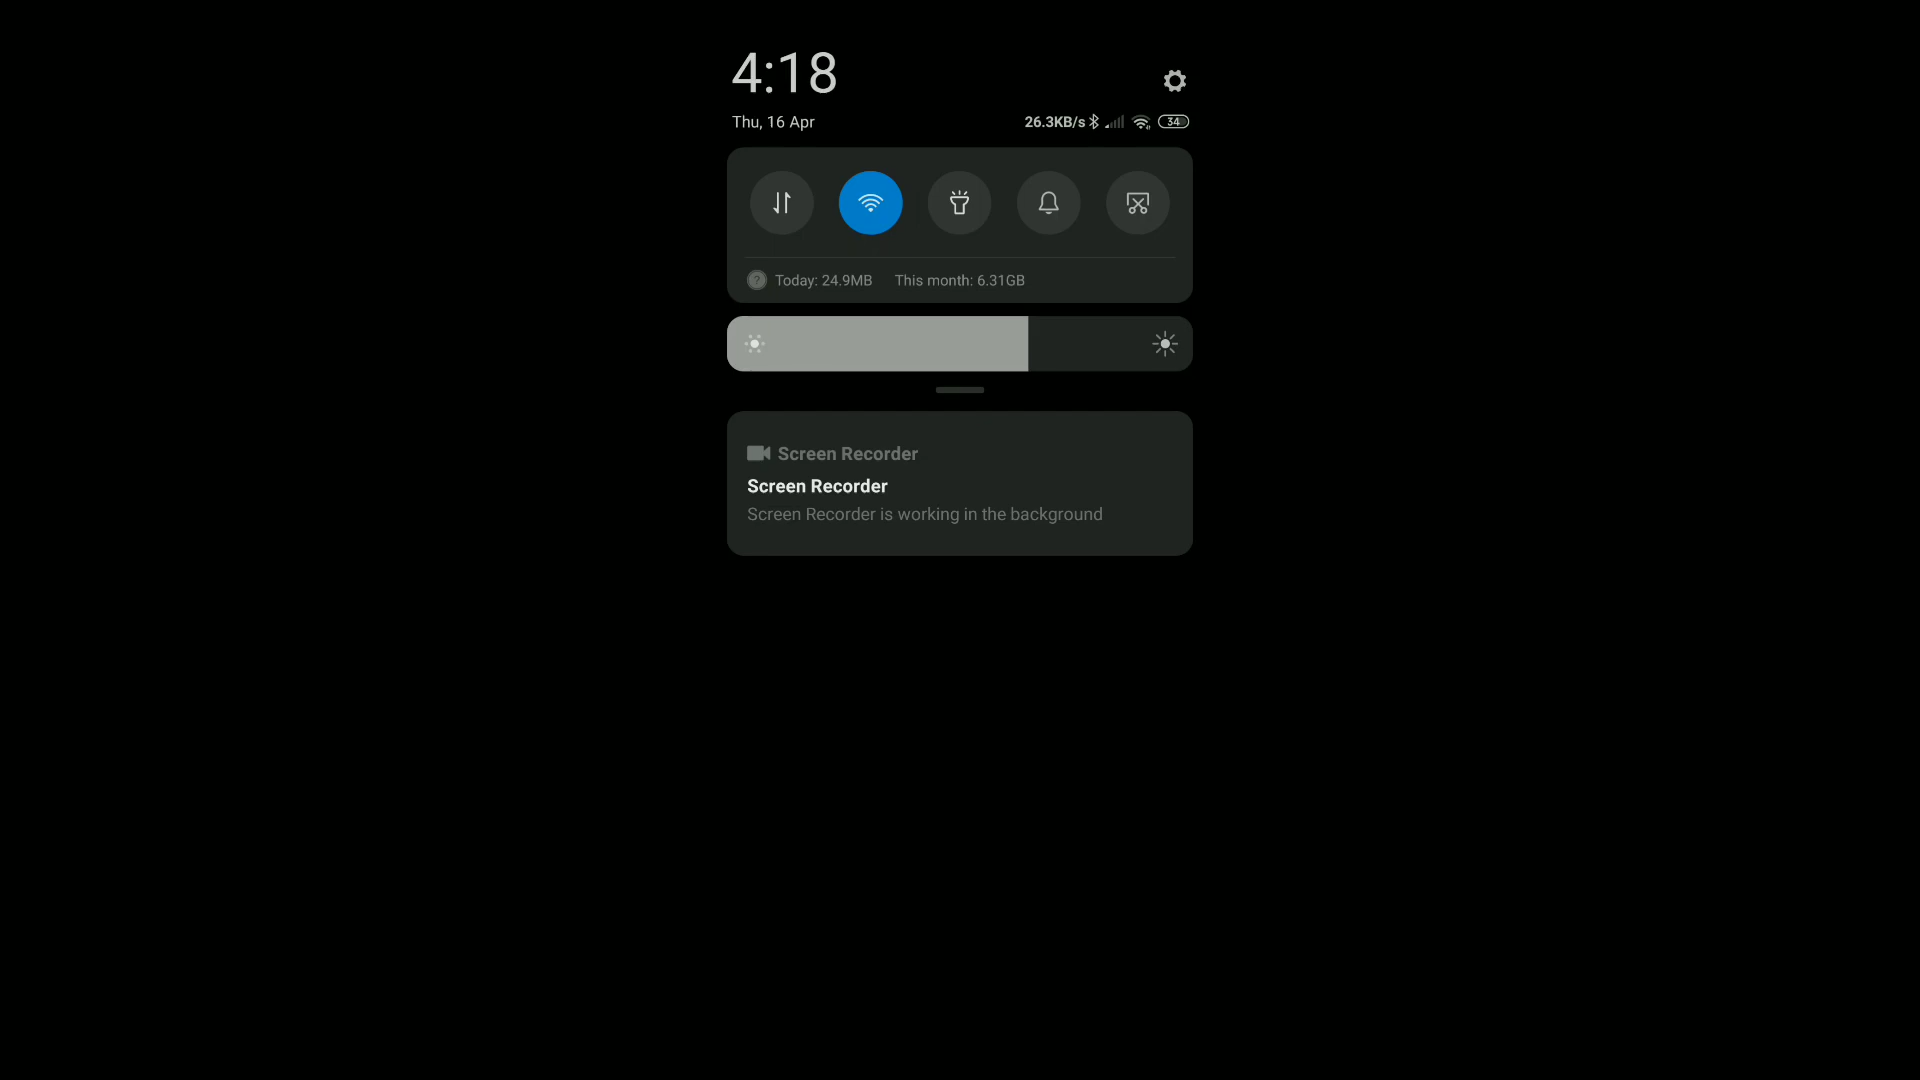 4:18
Thu, 16 Apr
26.3KB/s 34
Today: 24.9MB This month: 6.31GB
Screen Recorder
Screen Recorder
Screen Recorder is working in the background